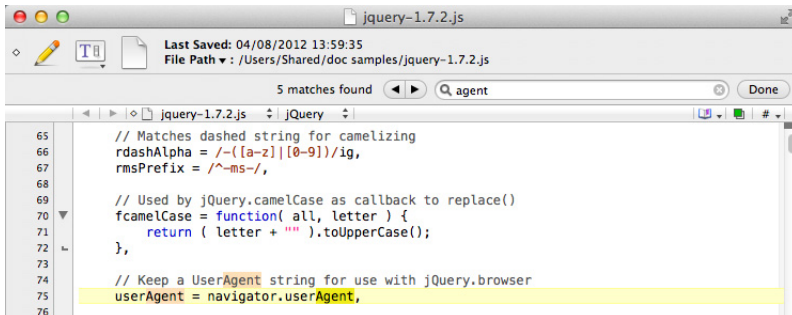 jquery-1.7.2.js
Last Saved: 04/08/2012 13:59:35
File Path ▾ : /Users/Shared/doc samples/jquery-1.7.2.js
5 matches found agent Done
jquery-1.7.2.js jQuery #
65 // Matches dashed string for camelizing
66 rdashAlpha = /-([a-z]|[0-9])/ig,
67 rmsPrefix = /^-ms-/,
68
69 // Used by jQuery.camelCase as callback to replace()
70 fcamelCase = function( all, letter ) {
71 return ( letter + "" ).toUpperCase();
72 },
73
74 // Keep a UserAgent string for use with jQuery.browser
75 userAgent = navigator.userAgent,
76